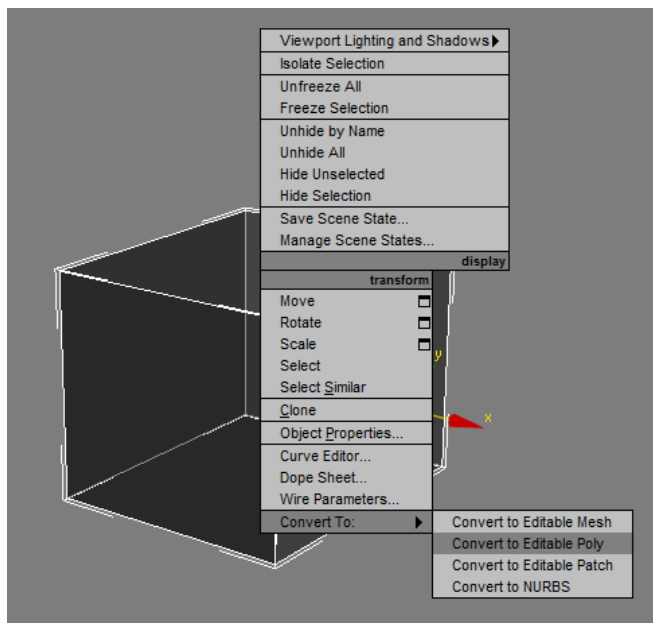 Viewport Lighting and Shadows
Isolate Selection
Unfreeze All
Freeze Selection
Unhide by Name
Unhide All
Hide Unselected
Hide Selection
Save Scene State...
Manage Scene States...
display
transform
Move
Rotate
Scale
Select
Select Similar
Clone
Object Properties...
Curve Editor...
Dope Sheet...
Wire Parameters...
Convert To:
Convert to Editable Mesh
Convert to Editable Poly
Convert to Editable Patch
Convert to NURBS
y
x